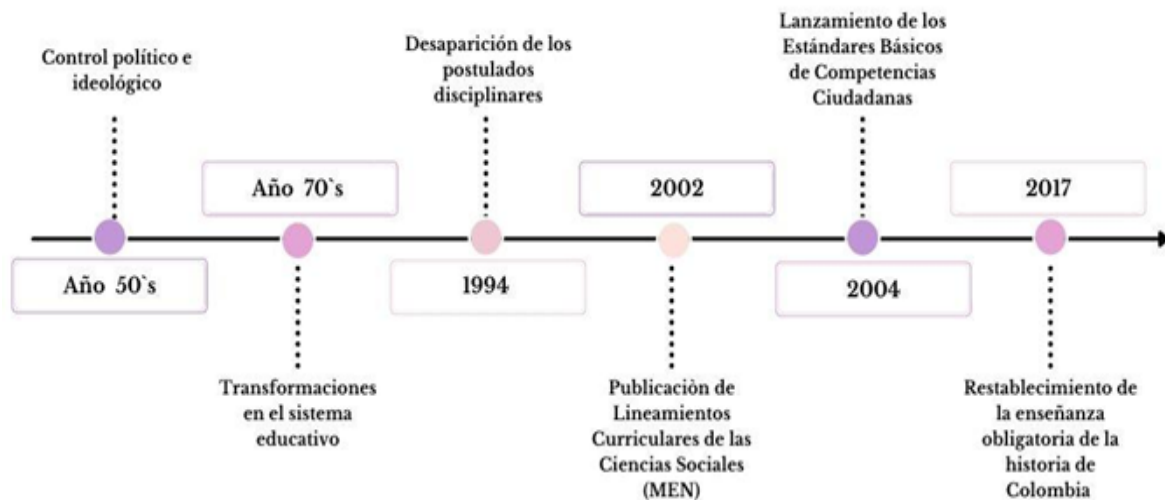 Control político e
ideológico
Año 50`s
Año 70`s
Transformaciones
en el sistema
educativo
Desaparición de los
postulados
disciplinares
1994
2002
Publicaciòn de
Lineamientos
Curriculares de las
Ciencias Sociales
(MEN)
Lanzamiento de los
Estándares Básicos
de Competencias
Ciudadanas
2004
2017
Restablecimiento de
la enseñanza
obligatoria de la
historia de
Colombia